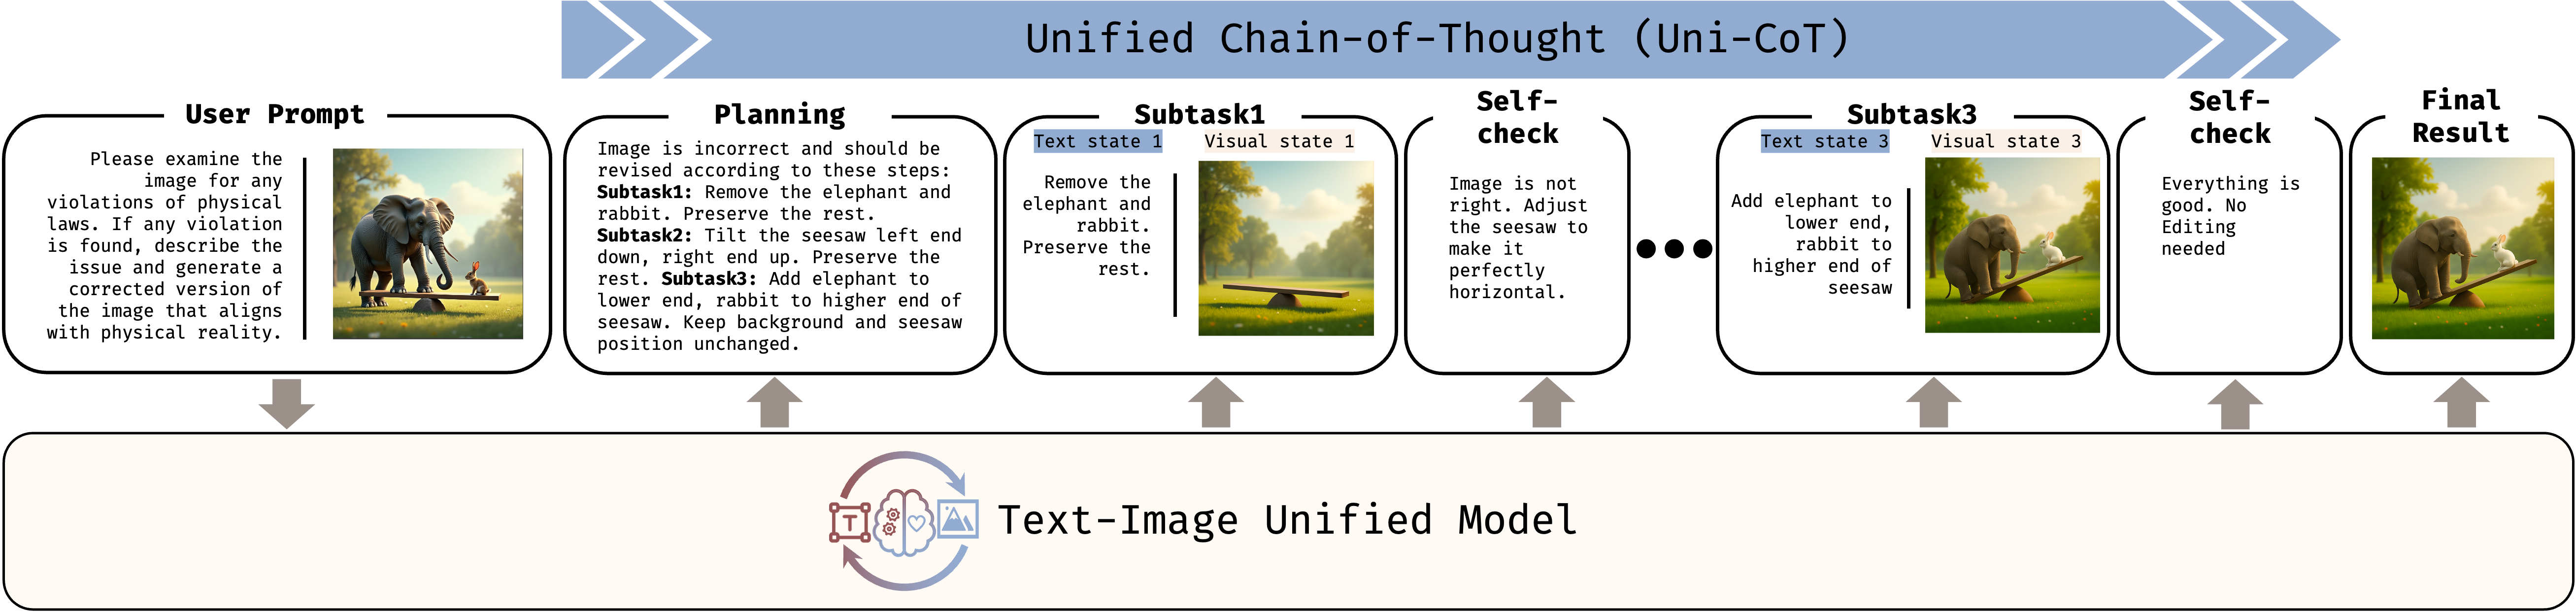 Unified Chain-of-Thought (Uni-CoT)
User Prompt
Please examine the
image for any
violations of physical
laws. If any violation
is found, describe the
issue and generate a
corrected version of
the image that aligns
with physical reality.
Planning
Image is incorrect and should be
revised according to these steps:
Subtask1: Remove the elephant and
rabbit. Preserve the rest.
Subtask2: Tilt the seesaw left end
down, right end up. Preserve the
rest. Subtask3: Add elephant to
lower end, rabbit to higher end of
seesaw. Keep background and seesaw
position unchanged.
Subtask1
Text state 1
Visual state 1
Remove the
elephant and
rabbit.
Preserve the
rest.
Self-
check
Image is not
right. Adjust
the seesaw to
make it
perfectly
horizontal.
Subtask3
Text state 3
Visual state 3
Add elephant to
lower end,
rabbit to
higher end of
seesaw
Self-
check
Everything is
good. No
Editing
needed
Final
Result
T
Text-Image Unified Model